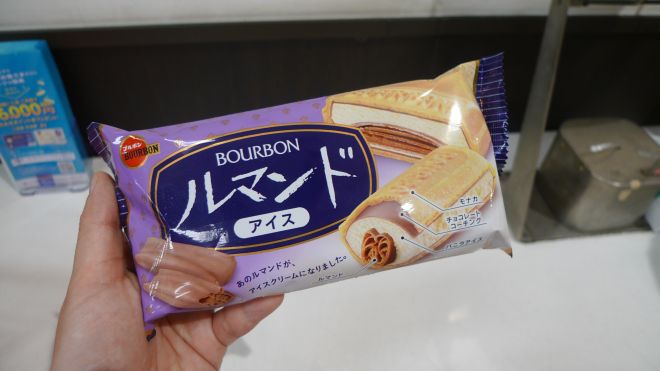 ブルボン
BOURBON
BOURBON
ルマンド
アイス
あのルマンドが、
アイスクリームになりました。
モナカ
チョコレート
コーチング
バニラアイス
ルマンド
6,000